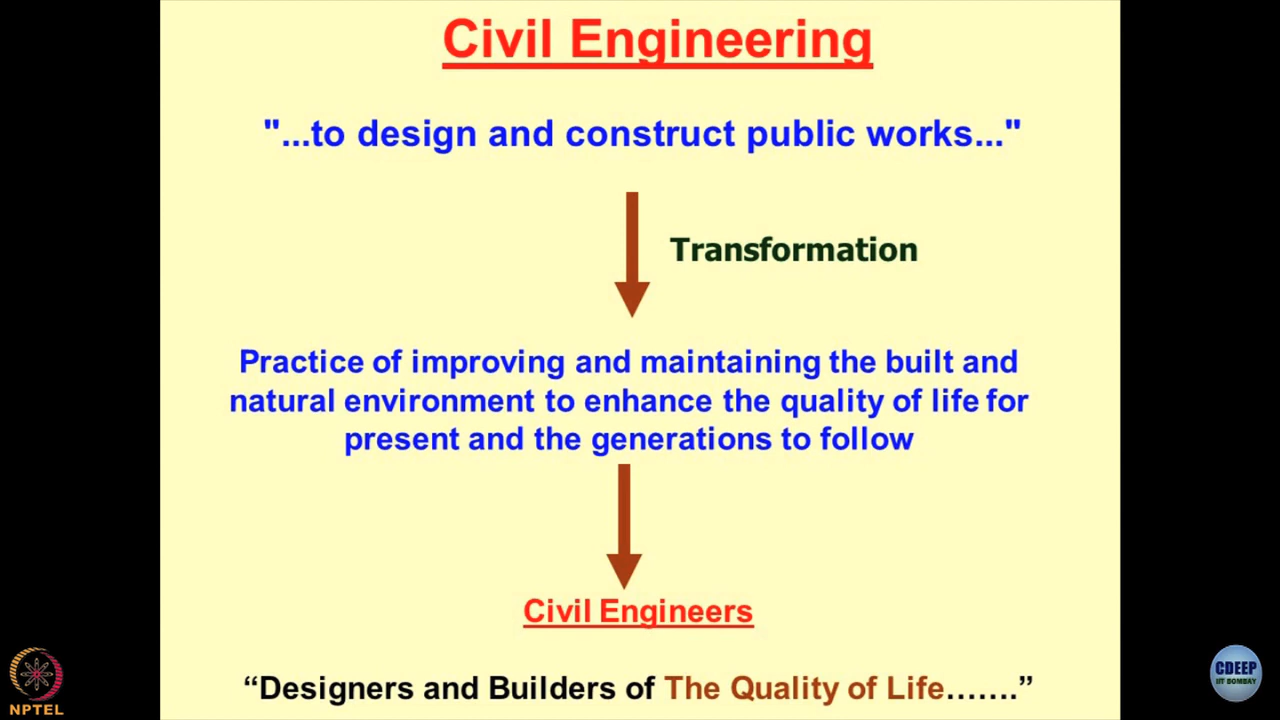 Civil Engineering
"...to design and construct public works..."
Transformation
Practice of improving and maintaining the built and
natural environment to enhance the quality of life for
present and the generations to follow
Civil Engineers
“Designers and Builders of The Quality of Life…….”
NPTEL
CDEEP
IIT BOMBAY